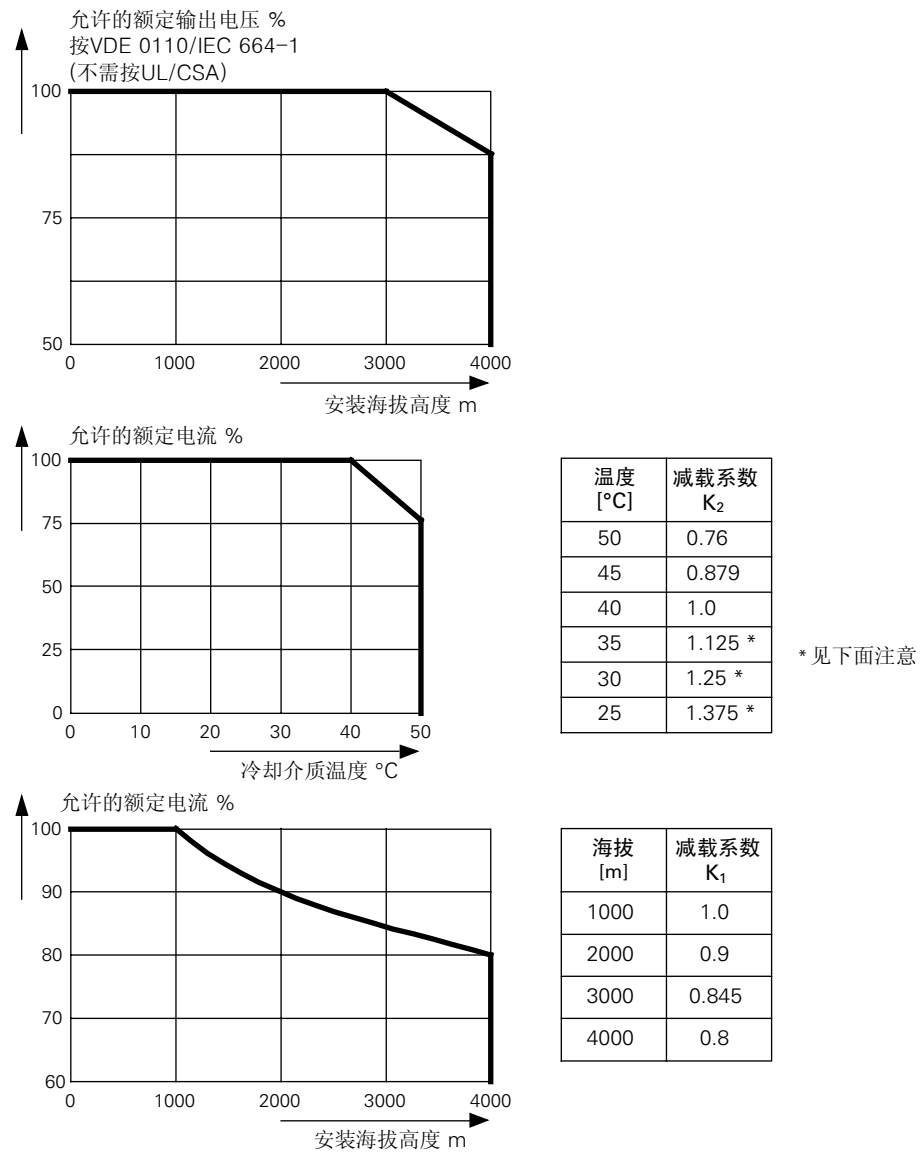 允许的额定输出电压 %
按VDE 0110/IEC 664-1
(不需按UL/CSA)
100
75
50
0 1000 2000 3000 4000
安装海拔高度 m
允许的额定电流 %
100
75
50
25
0
0 10 20 30 40 50
冷却介质温度 °C
温度 减载系数
[°C] K₂
50 0.76
45 0.879
40 1.0
35 1.125 *
30 1.25 *
25 1.375 *
*见下面注意
允许的额定电流 %
100
90
80
70
60
0 1000 2000 3000 4000
安装海拔高度 m
海拔 减载系数
[m] K₁
1000 1.0
2000 0.9
3000 0.845
4000 0.8